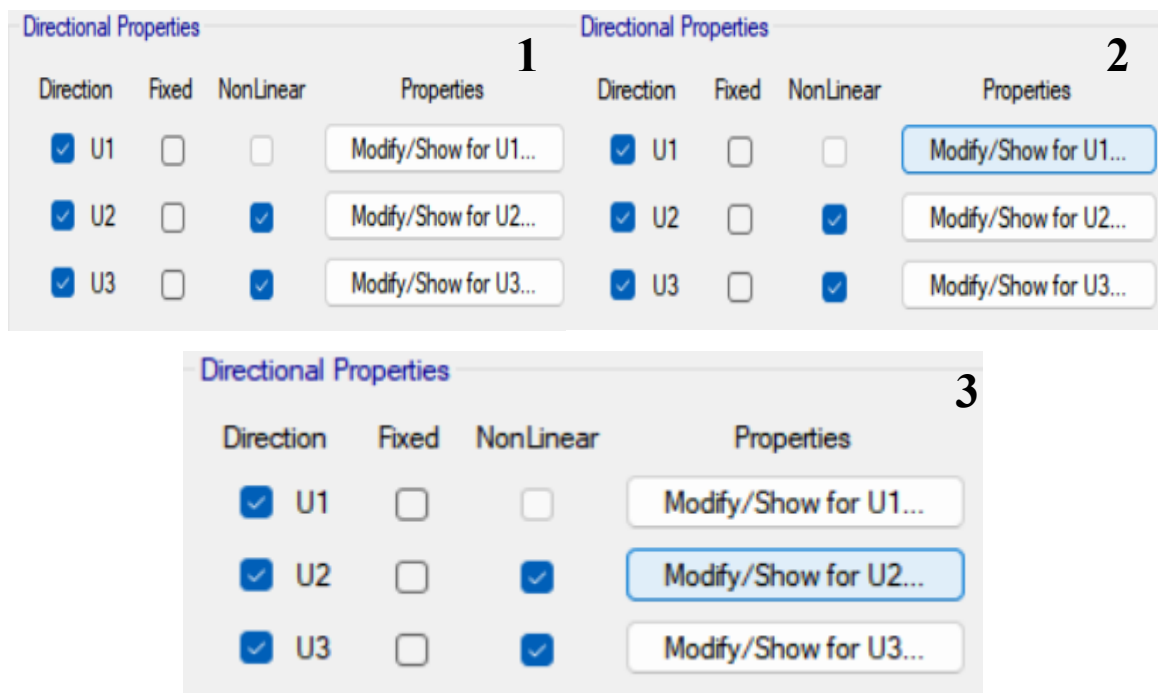 Directional Properties
1
Direction Fixed NonLinear Properties
U1 Modify/Show for U1...
U2 Modify/Show for U2...
U3 Modify/Show for U3...
Directional Properties
2
Direction Fixed NonLinear Properties
U1 Modify/Show for U1...
U2 Modify/Show for U2...
U3 Modify/Show for U3...
Directional Properties
3
Direction Fixed NonLinear Properties
U1 Modify/Show for U1...
U2 Modify/Show for U2...
U3 Modify/Show for U3...